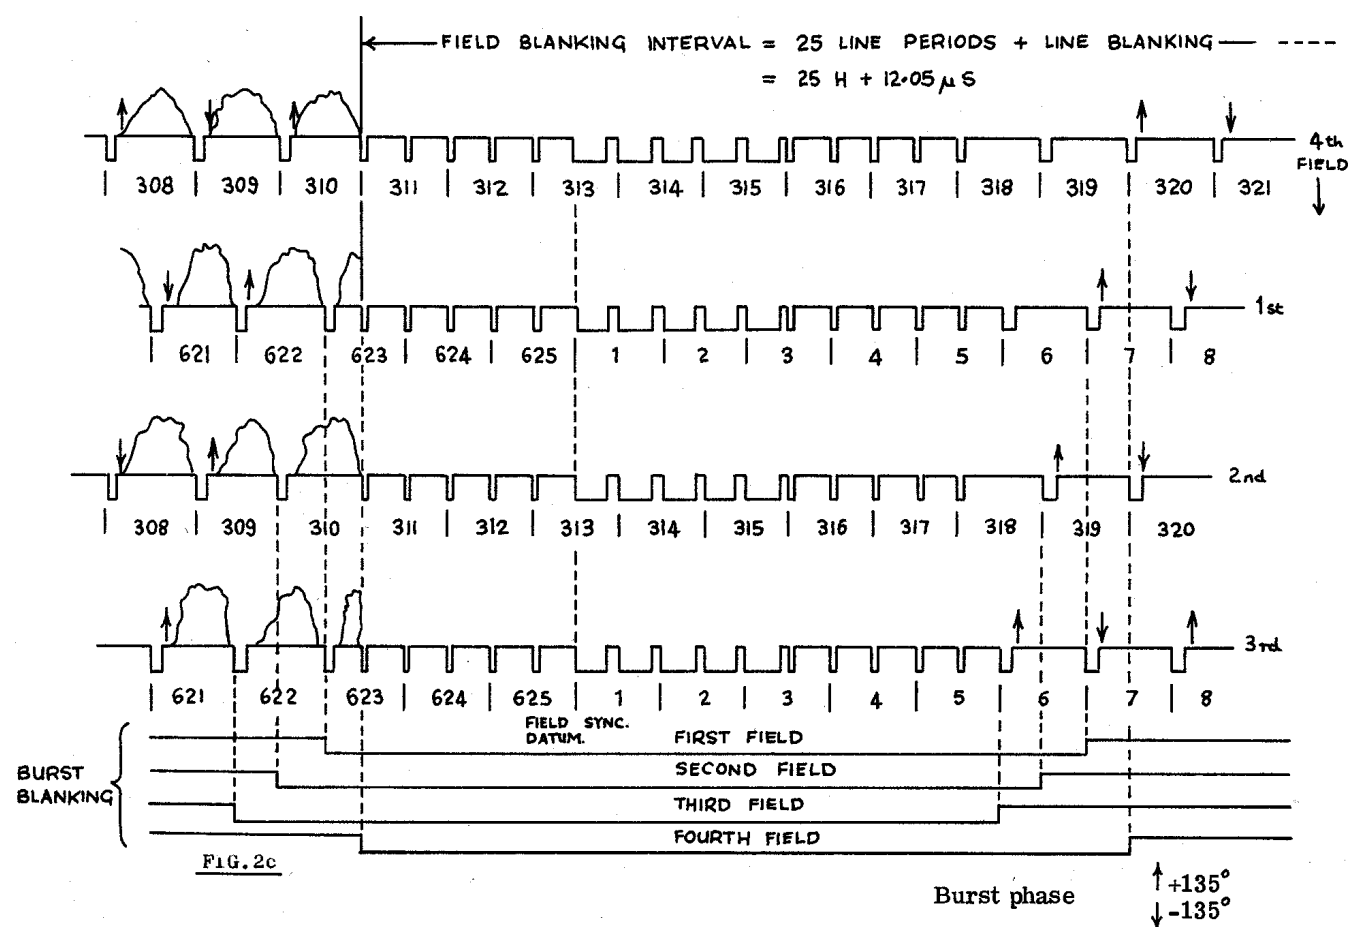 FIELD BLANKING INTERVAL = 25 LINE PERIODS + LINE BLANKING
= 25 H + 12·05 µS
4th
FIELD
308 309 310 311 312 313 314 315 316 317 318 319 320 321
1st
621 622 623 624 625 1 2 3 4 5 6 7 8
2nd
308 309 310 311 312 313 314 315 316 317 318 319 320
3rd
621 622 623 624 625 1 2 3 4 5 6 7 8
FIELD SYNC.
DATUM.
FIRST FIELD
SECOND FIELD
BURST
BLANKING
THIRD FIELD
FOURTH FIELD
FIG.2c
Burst phase
↑+135°
↓-135°